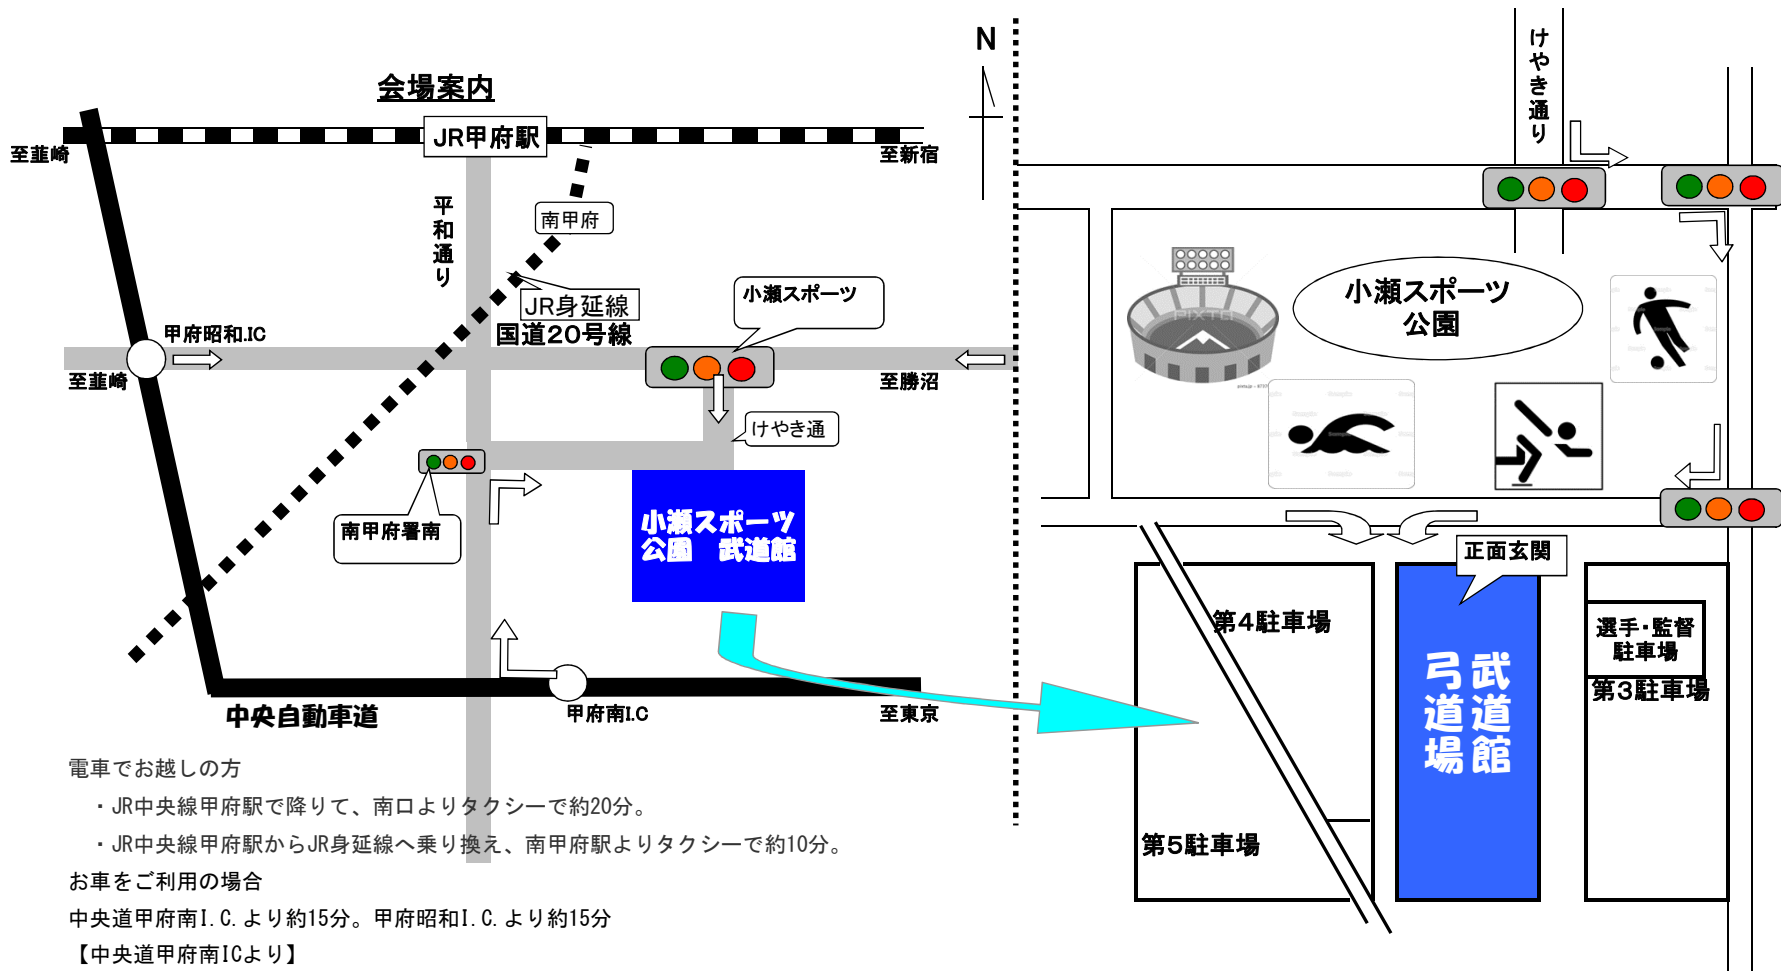 会場案内
JR甲府駅
至韮崎
至新宿
平和通り
南甲府
JR身延線
国道20号線
小瀬スポーツ
甲府昭和.IC
至韮崎
至勝沼
けやき通
南甲府署南
小瀬スポーツ
公園　武道館
中央自動車道
甲府南I.C
至東京
電車でお越しの方
・JR中央線甲府駅で降りて、南口よりタクシーで約20分。
・JR中央線甲府駅からJR身延線へ乗り換え、南甲府駅よりタクシーで約10分。
お車をご利用の場合
中央道甲府南I.C.より約15分。甲府昭和I.C.より約15分
【中央道甲府南ICより】
N
けやき通り
小瀬スポーツ
公園
PIXTA
正面玄関
第4駐車場
選手・監督
駐車場
第3駐車場
武道館
弓道場
第5駐車場